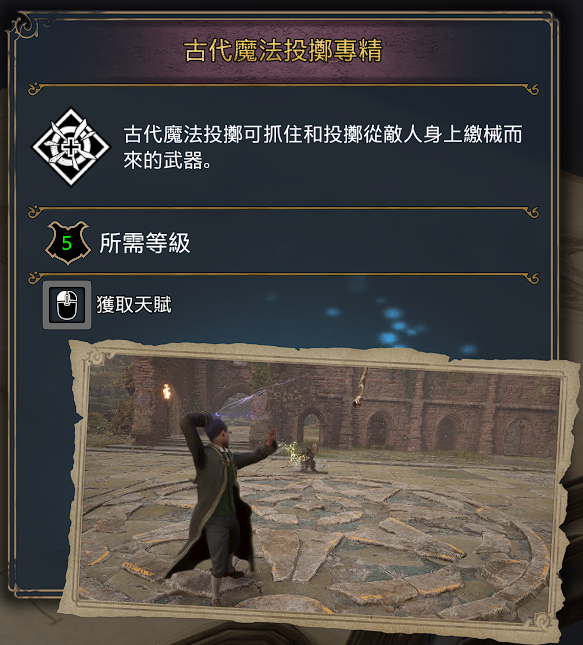 古代魔法投擲專精
古代魔法投擲可抓住和投擲從敵人身上繳械而
來的武器。
5 所需等級
獲取天賦